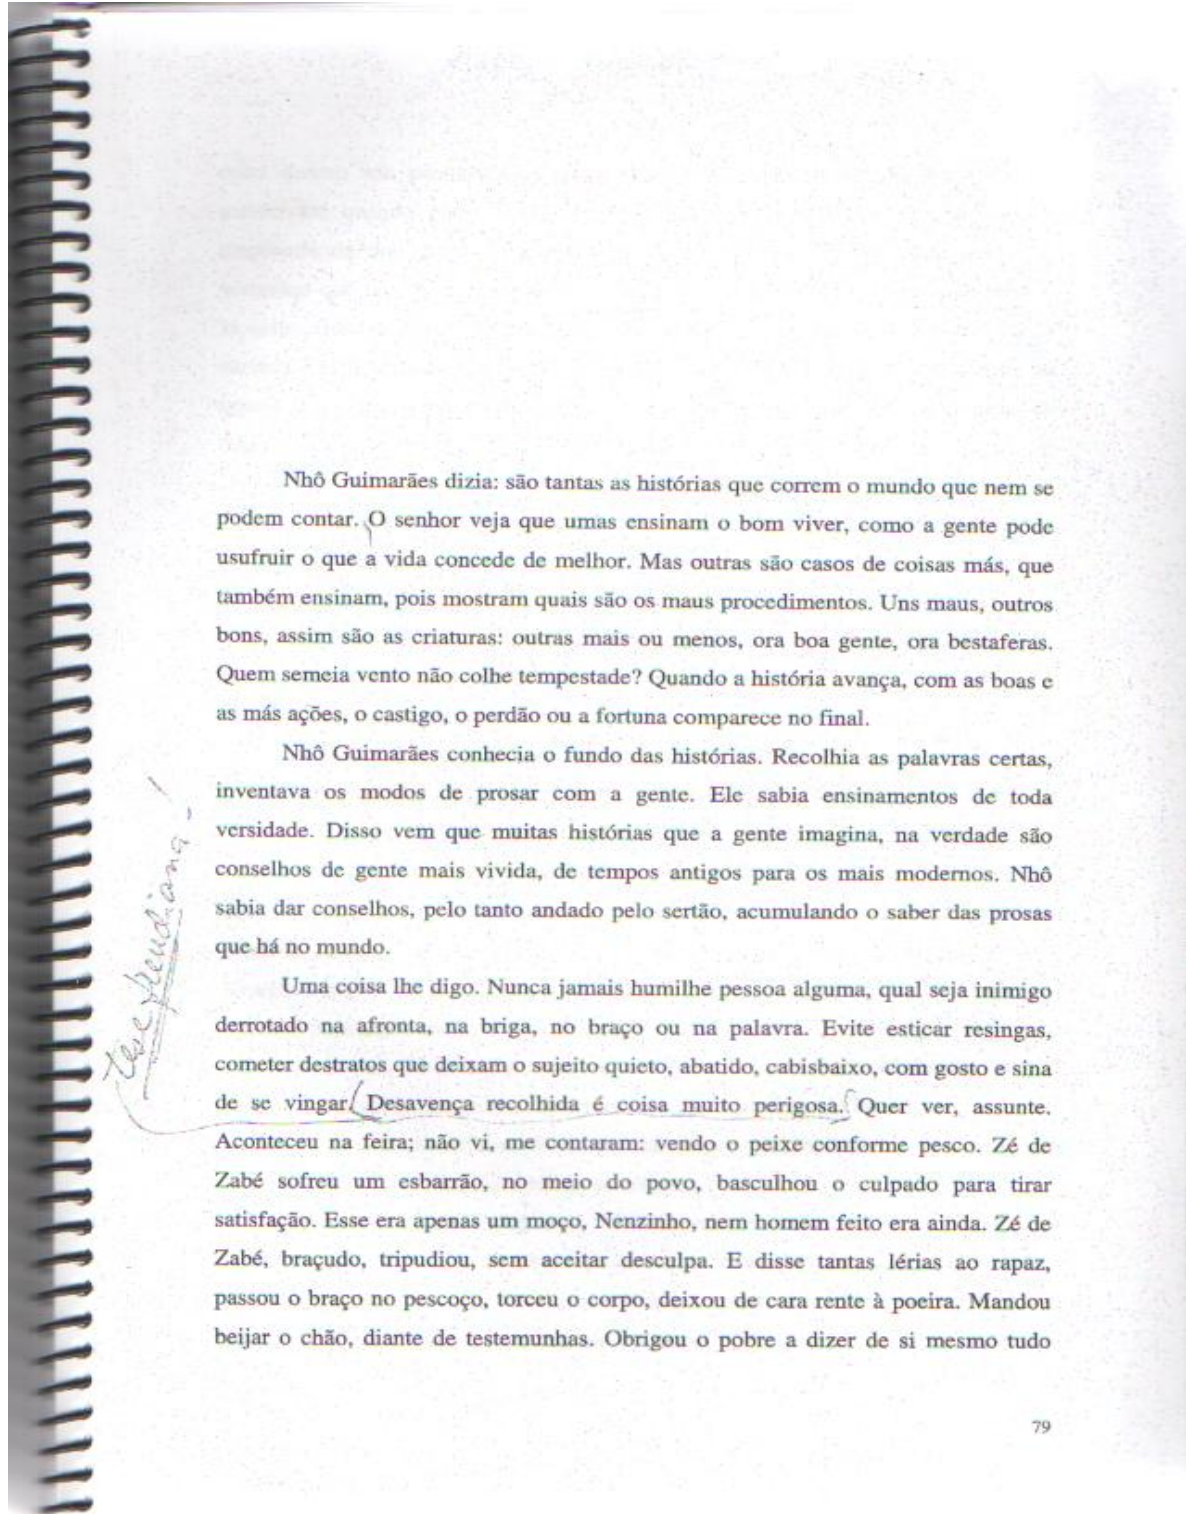 Nhô Guimarães dizia: são tantas as histórias que correm o mundo que nem se
podem contar. O senhor veja que umas ensinam o bom viver, como a gente pode
usufruir o que a vida concede de melhor. Mas outras são casos de coisas más, que
também ensinam, pois mostram quais são os maus procedimentos. Uns maus, outros
bons, assim são as criaturas: outras mais ou menos, ora boa gente, ora bestaferas.
Quem semeia vento não colhe tempestade? Quando a história avança, com as boas e
as más ações, o castigo, o perdão ou a fortuna comparece no final.
Nhô Guimarães conhecia o fundo das histórias. Recolhia as palavras certas,
inventava os modos de prosar com a gente. Ele sabia ensinamentos de toda
versidade. Disso vem que muitas histórias que a gente imagina, na verdade são
conselhos de gente mais vivida, de tempos antigos para os mais modernos. Nhô
sabia dar conselhos, pelo tanto andado pelo sertão, acumulando o saber das prosas
que há no mundo.
Uma coisa lhe digo. Nunca jamais humilhe pessoa alguma, qual seja inimigo
derrotado na afronta, na briga, no braço ou na palavra. Evite esticar resingas,
cometer destratos que deixam o sujeito quieto, abatido, cabisbaixo, com gosto e sina
de se vingar. Desavença recolhida é coisa muito perigosa. Quer ver, assunte.
Aconteceu na feira; não vi, me contaram: vendo o peixe conforme pesco. Zé de
Zabé sofreu um esbarrão, no meio do povo, basculhou o culpado para tirar
satisfação. Esse era apenas um moço, Nenzinho, nem homem feito era ainda. Zé de
Zabé, braçudo, tripudiou, sem aceitar desculpa. E disse tantas lérias ao rapaz,
passou o braço no pescoço, torceu o corpo, deixou de cara rente à poeira. Mandou
beijar o chão, diante de testemunhas. Obrigou o pobre a dizer de si mesmo tudo
tese freudiana!
79